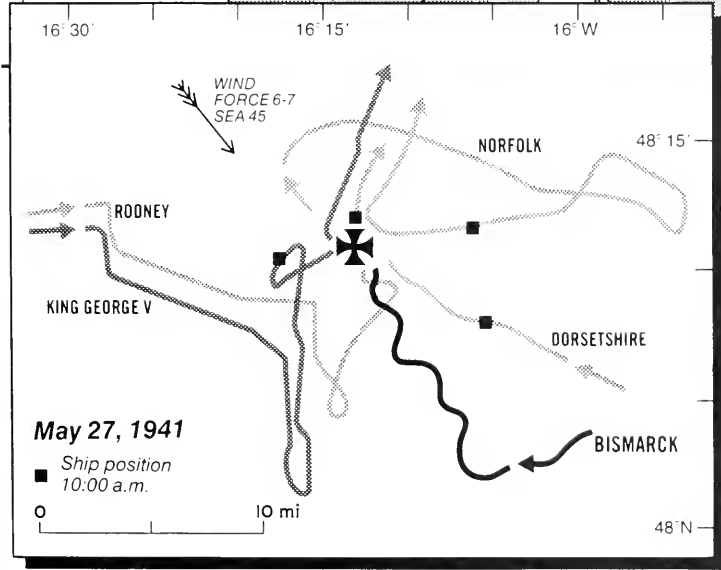 16° 30'
16° 15'
16° W
WIND
FORCE 6-7
SEA 45
NORFOLK
48° 15'
ROONEY
KING GEORGE V
DORSETSHIRE
May 27, 1941
BISMARCK
Ship position
10:00 a.m.
0
10 mi
48° N